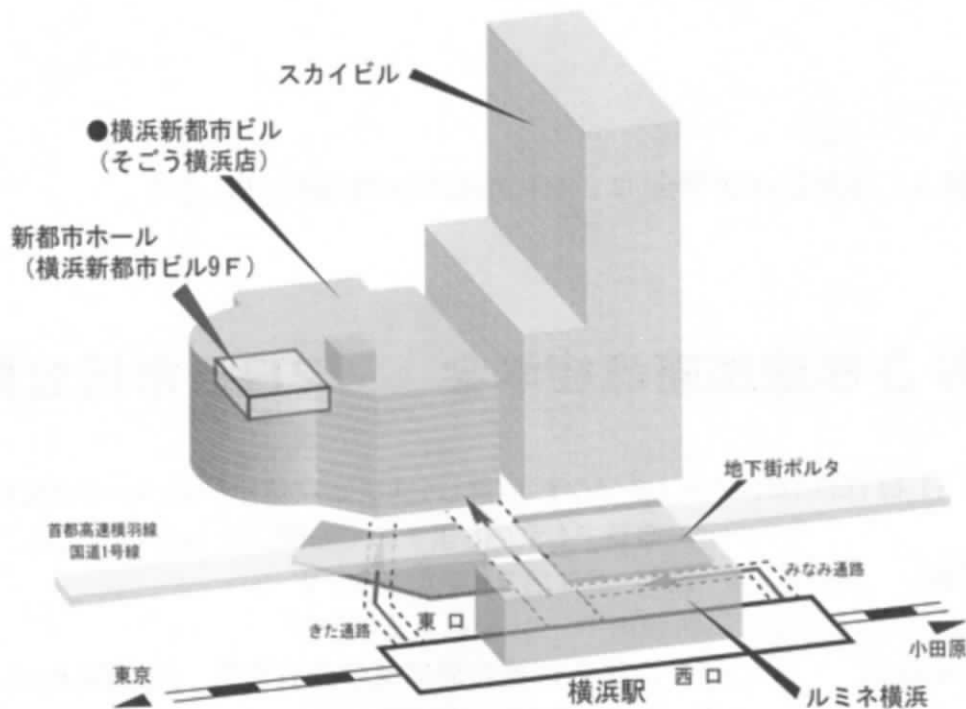 スカイビル
●横浜新都市ビル
（そごう横浜店）
新都市ホール
（横浜新都市ビル9Ｆ）
地下街ポルタ
首都高速横羽線
国道1号線
みなみ通路
東 口
きた通路
小田原
東京
西 口
横浜駅
ルミネ横浜